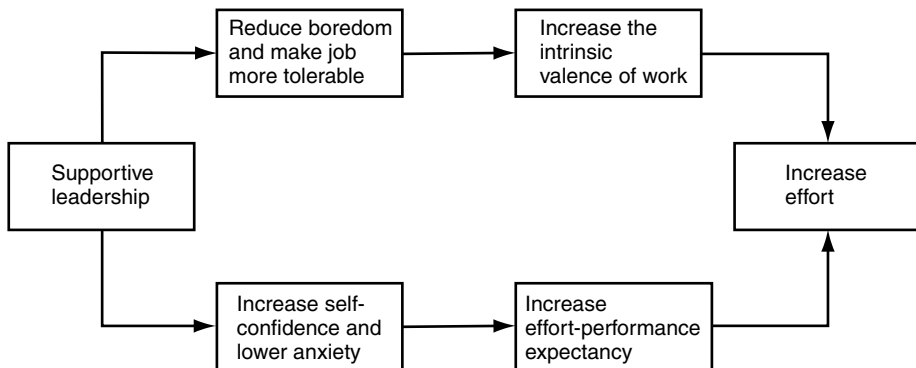 Reduce boredom
and make job
more tolerable
Increase the
intrinsic
valence of work
Supportive
leadership
Increase
effort
Increase self-
confidence and
lower anxiety
Increase
effort-performance
expectancy